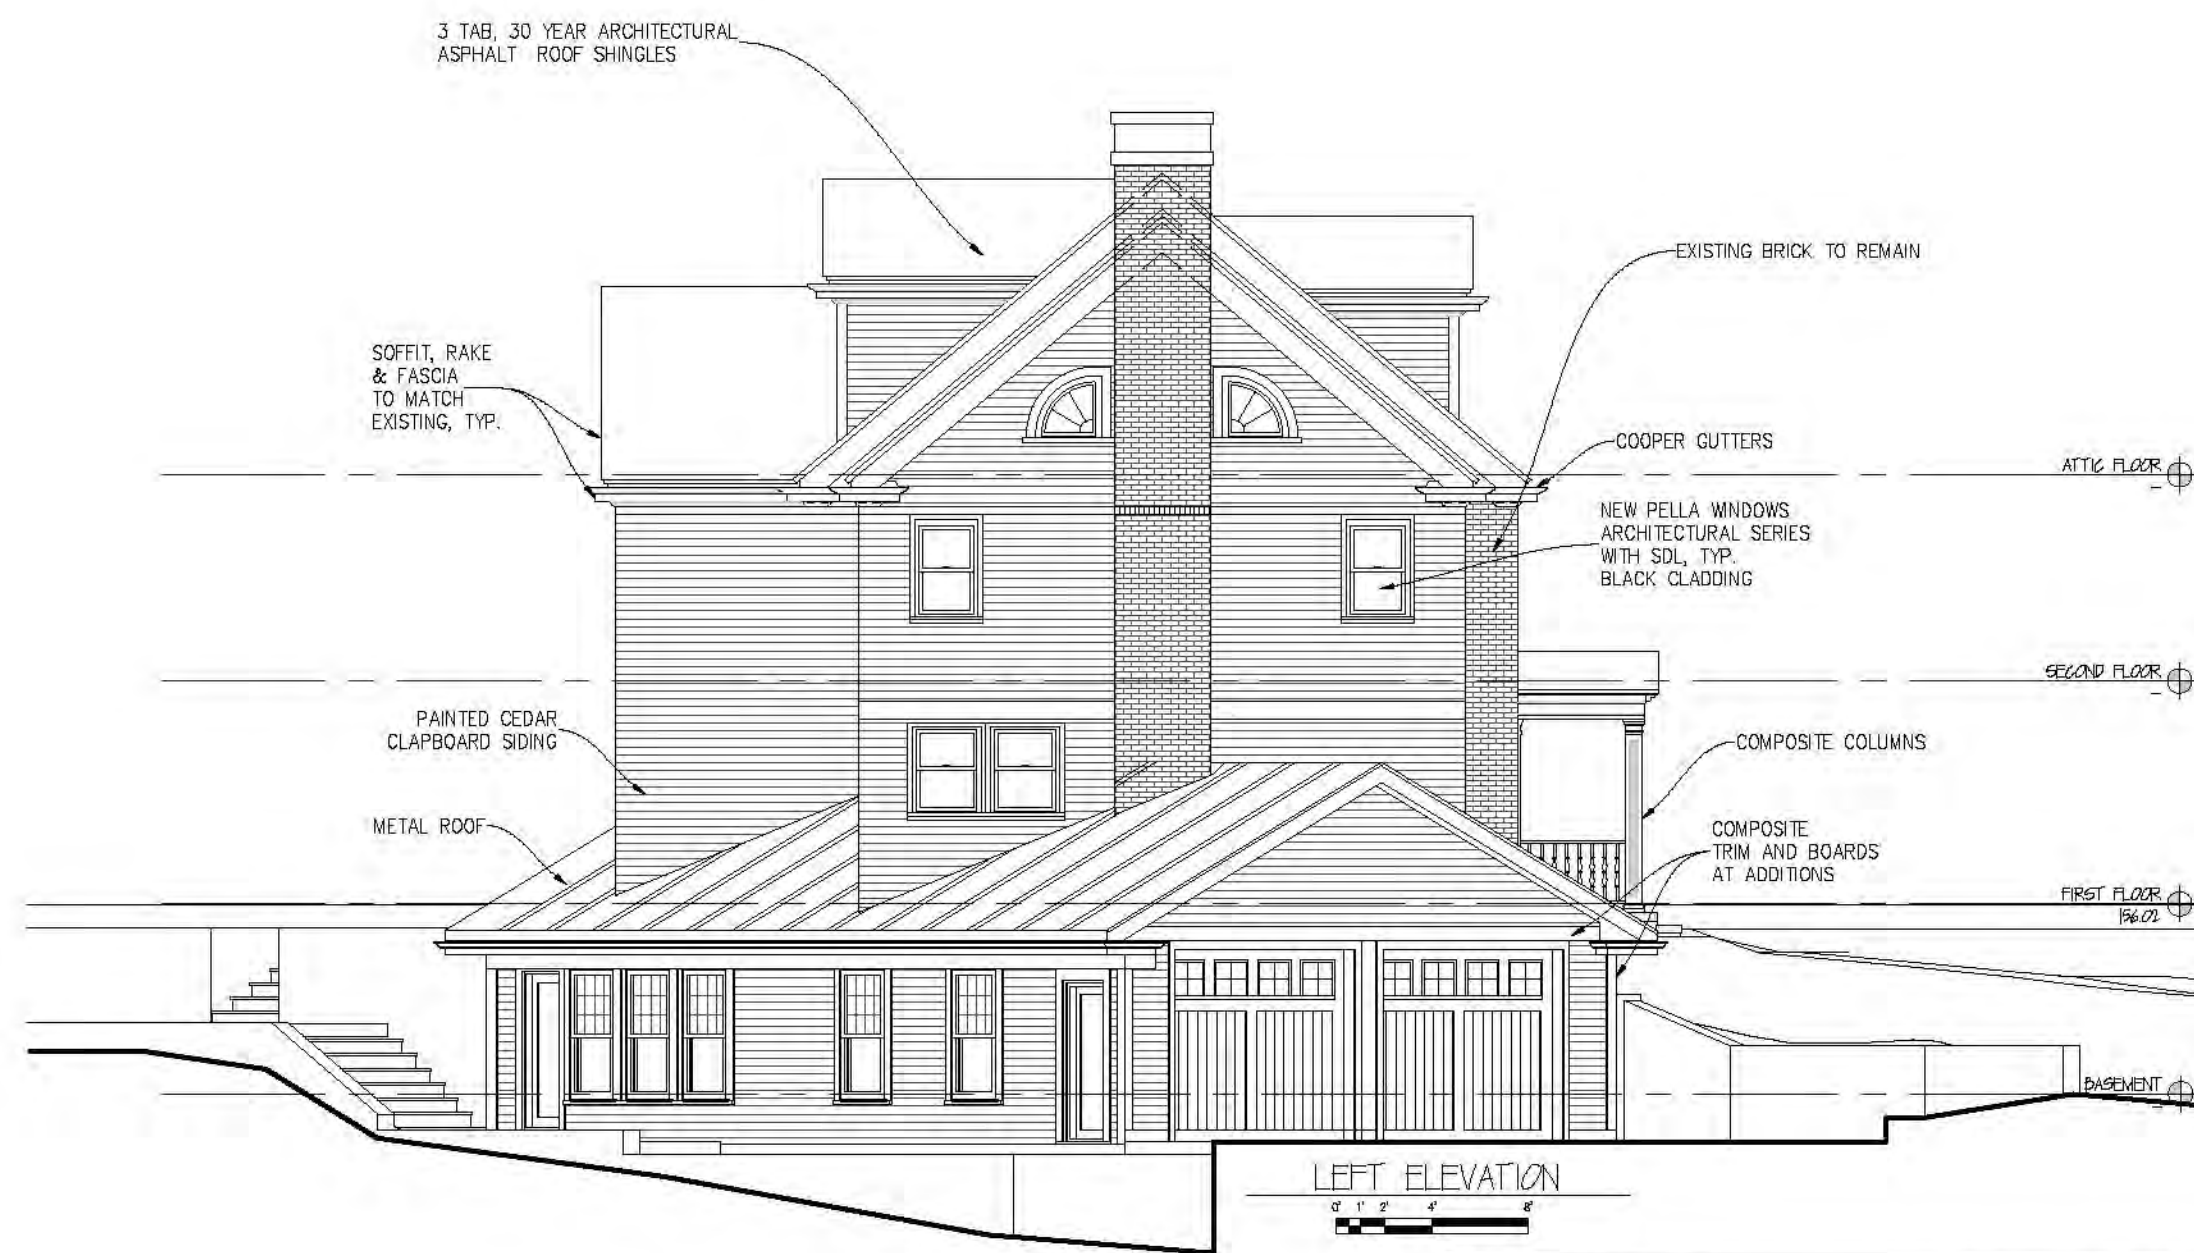 3 TAB, 30 YEAR ARCHITECTURAL
ASPHALT ROOF SHINGLES
EXISTING BRICK TO REMAIN
SOFFIT, RAKE
& FASCIA
TO MATCH
EXISTING, TYP.
COOPER GUTTERS
ATTIC FLOOR
NEW PELLA WINDOWS
ARCHITECTURAL SERIES
WITH SDL, TYP.
BLACK CLADDING
SECOND FLOOR
PAINTED CEDAR
CLAPBOARD SIDING
COMPOSITE COLUMNS
METAL ROOF
COMPOSITE
TRIM AND BOARDS
AT ADDITIONS
FIRST FLOOR
156.02
BASEMENT
LEFT ELEVATION
0' 1' 2' 4' 8'